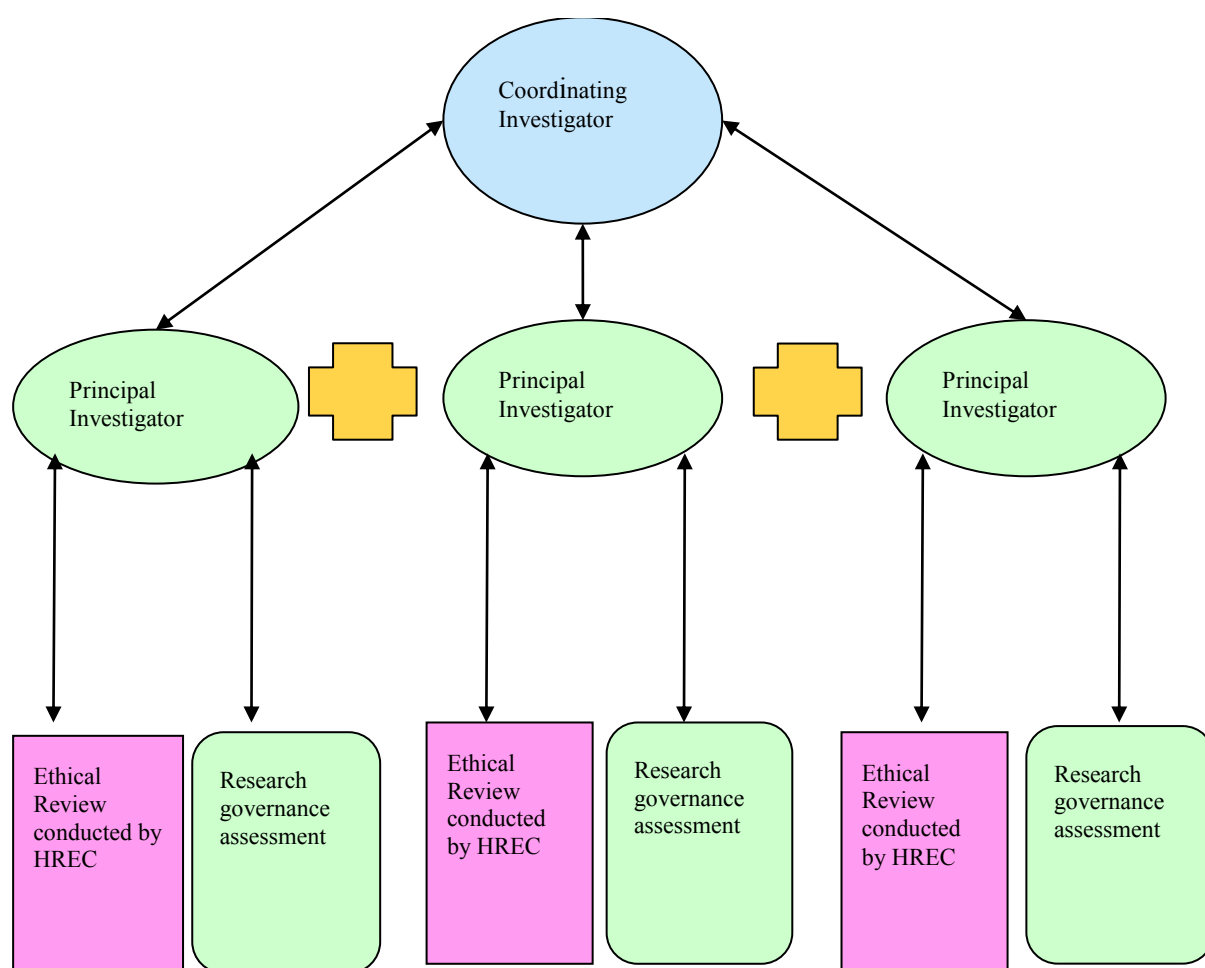 Coordinating
Investigator
Principal
Investigator
Principal
Investigator
Principal
Investigator
Ethical
Review
conducted by
HREC
Research
governance
assessment
Ethical
Review
conducted
by HREC
Research
governance
assessment
Ethical
Review
conducted
by HREC
Research
governance
assessment